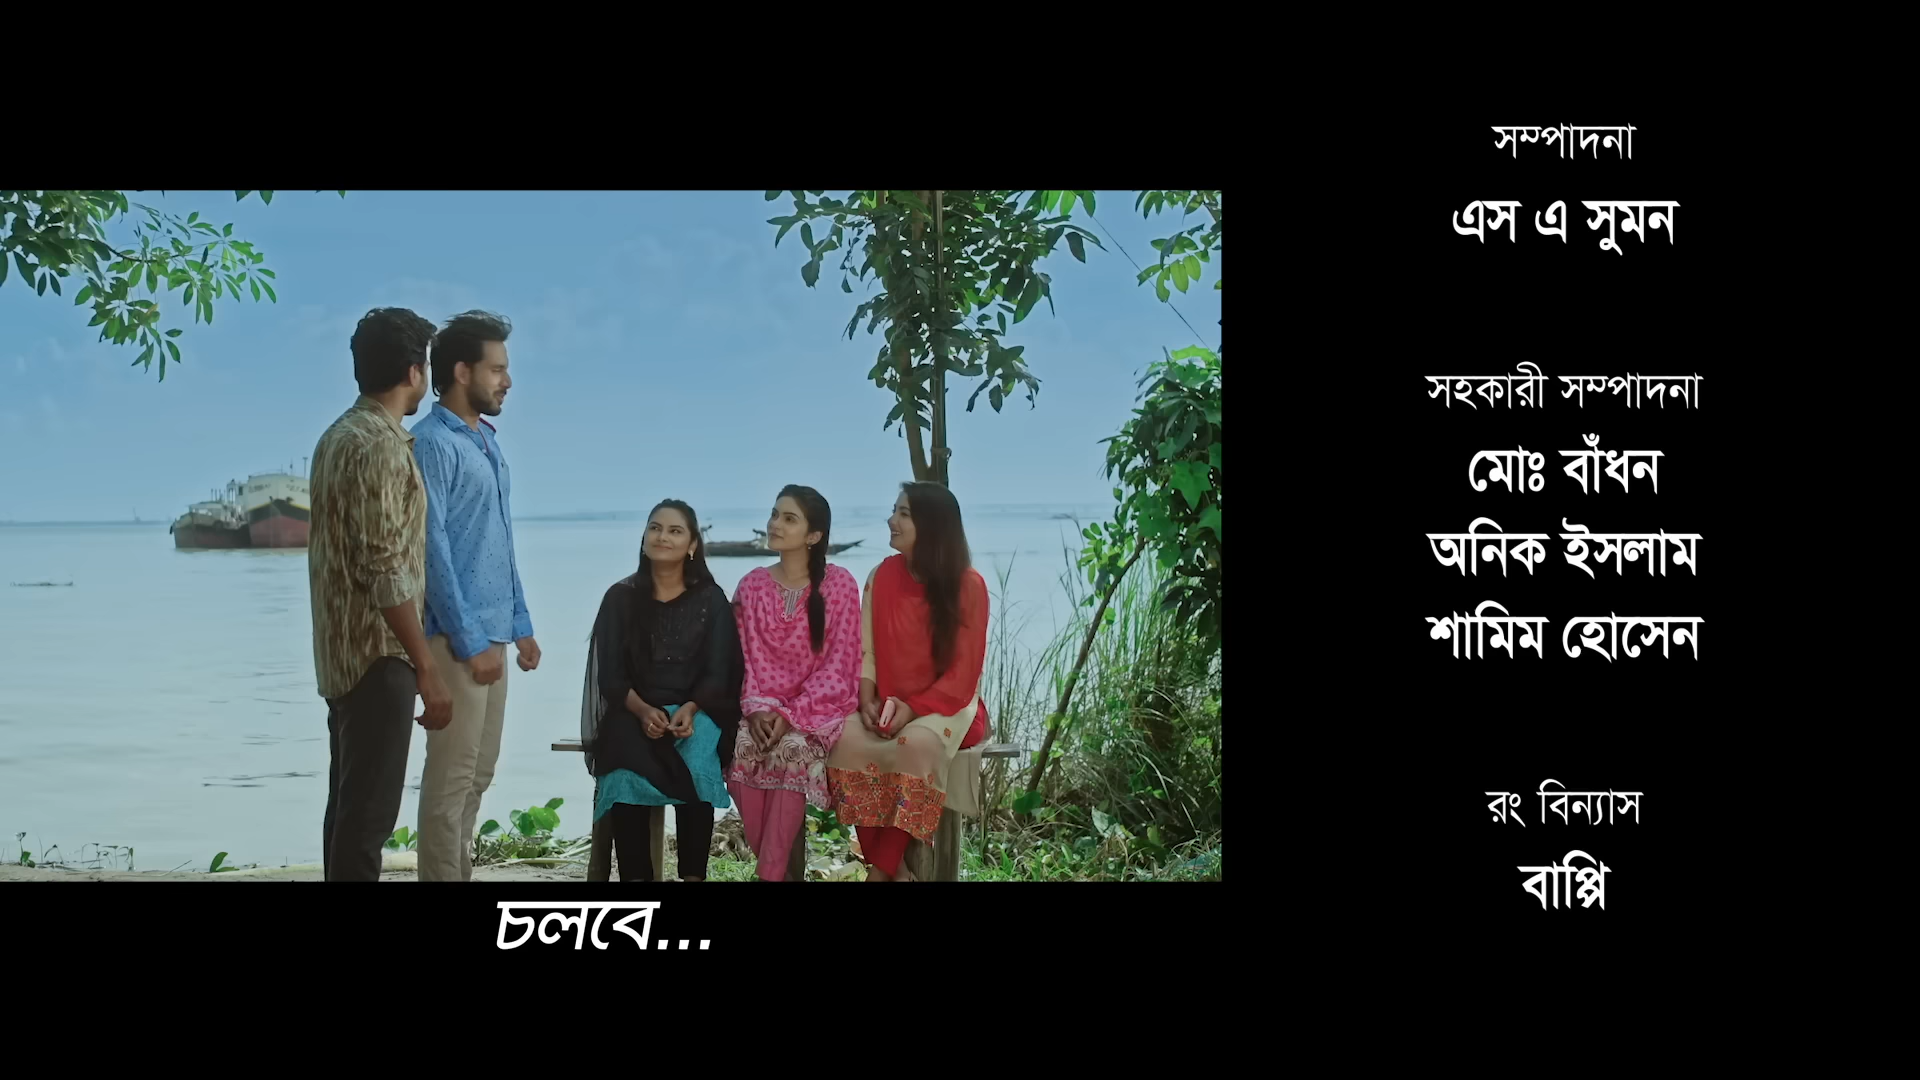 সম্পাদনা
এস এ সুমন
সহকারী সম্পাদনা
মোঃ বাঁধন
অনিক ইসলাম
শামিম হোসেন
রং বিন্যাস
বাপ্পি
চলবে...